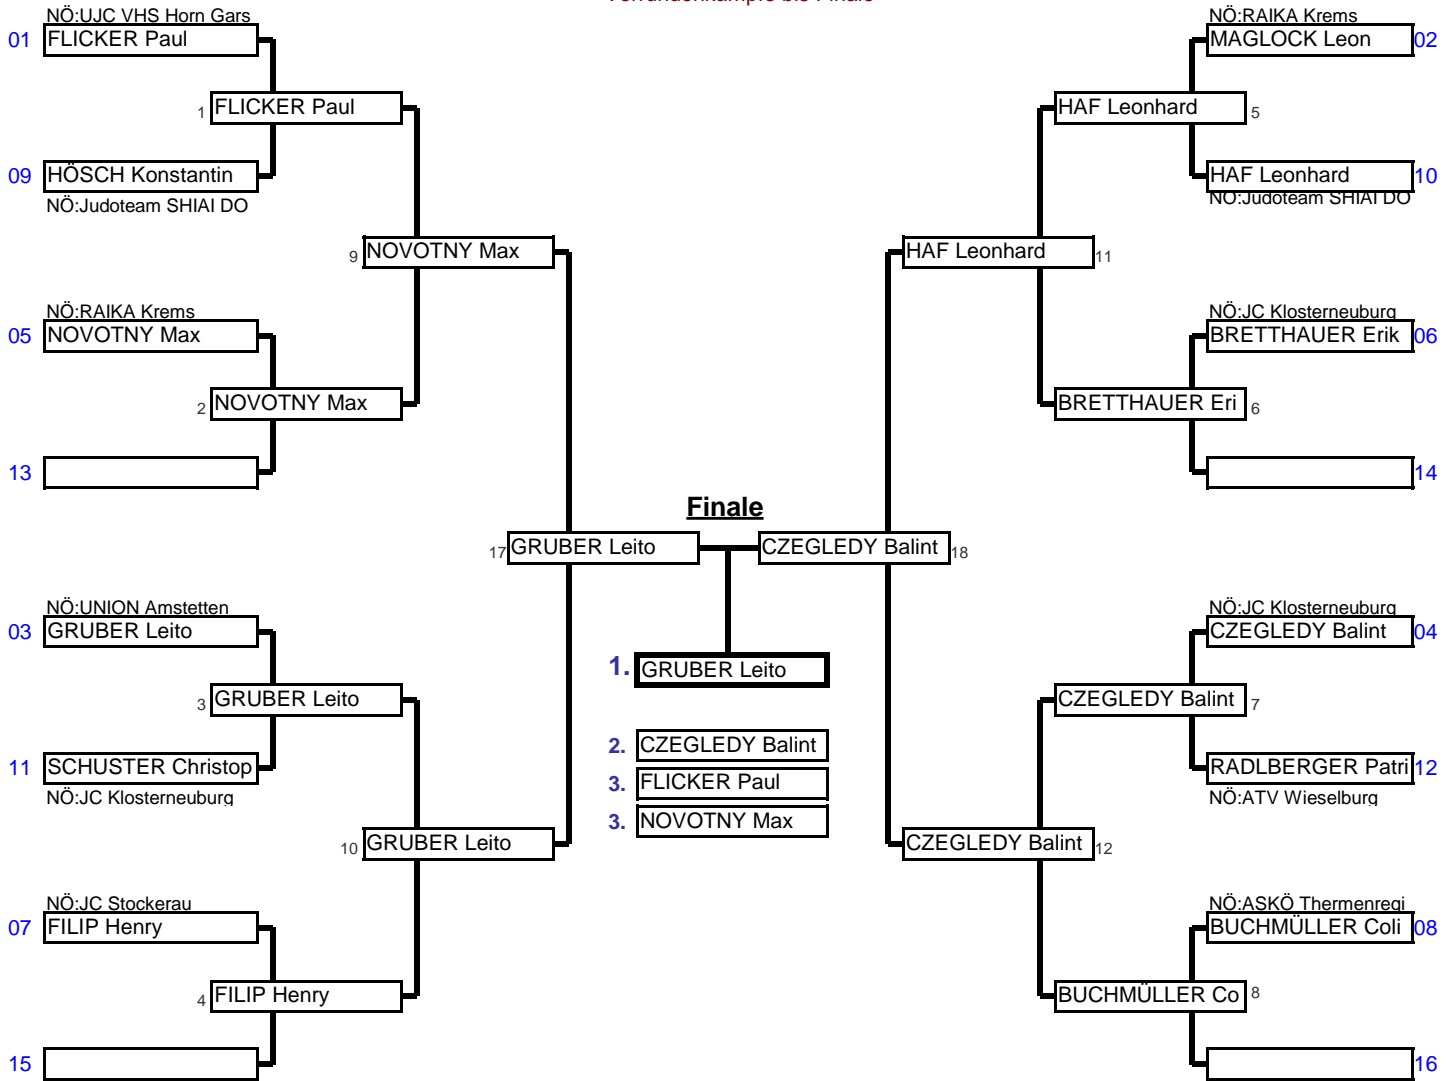 Vorrundenkämpfe bis Finale
NÖ:UJC VHS Horn Gars
01 FLICKER Paul
1 FLICKER Paul
09 HÖSCH Konstantin
NÖ:Judoteam SHIAI DO
9 NOVOTNY Max
NÖ:RAIKA Krems
05 NOVOTNY Max
2 NOVOTNY Max
13
17 GRUBER Leito
NÖ:UNION Amstetten
03 GRUBER Leito
3 GRUBER Leito
11 SCHUSTER Christop
NÖ:JC Klosterneuburg
10 GRUBER Leito
NÖ:JC Stockerau
07 FILIP Henry
4 FILIP Henry
15
Finale
1. GRUBER Leito
2. CZEGLEDY Balint
3. FLICKER Paul
3. NOVOTNY Max
NÖ:RAIKA Krems
MAGLOCK Leon 02
HAF Leonhard 5
HAF Leonhard 10
NÖ:Judoteam SHIAI DO
HAF Leonhard 11
NÖ:JC Klosterneuburg
BRETTHAUER Erik 06
BRETTHAUER Eri 6
14
CZEGLEDY Balint 18
NÖ:JC Klosterneuburg
CZEGLEDY Balint 04
CZEGLEDY Balint 7
RADLBERGER Patri 12
NÖ:ATV Wieselburg
CZEGLEDY Balint 12
NÖ:ASKÖ Thermenregi
BUCHMÜLLER Coli 08
BUCHMÜLLER Co 8
16